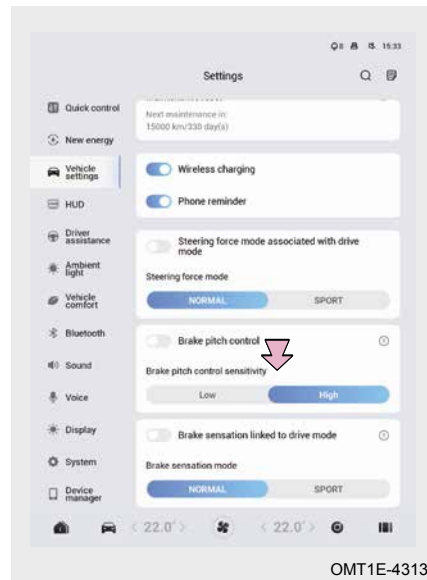 8 15:33
Settings
Quick control
New energy
Vehicle settings
HUD
Driver assistance
Ambient light
Vehicle comfort
Bluetooth
Sound
Voice
Display
System
Device manager
Next maintenance in:
15000 km/330 day(s)
Wireless charging
Phone reminder
Steering force mode associated with drive
mode
Steering force mode
NORMAL SPORT
Brake pitch control
Brake pitch control sensitivity
Low High
Brake sensation linked to drive mode
Brake sensation mode
NORMAL SPORT
< 22.0° > < 22.0° >
OMT1E-4313